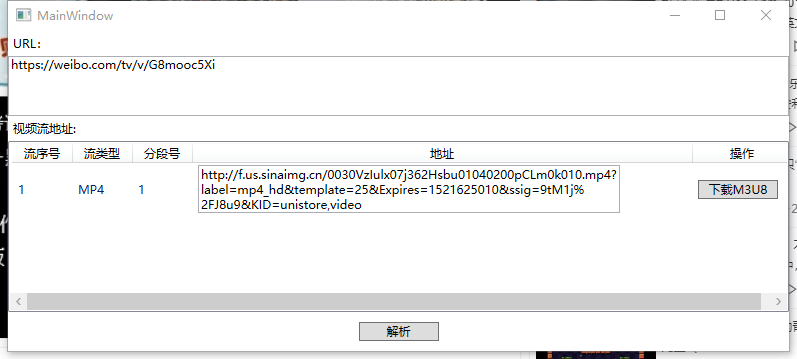 MainWindow
URL:
https://weibo.com/tv/v/G8mooc5Xi
视频流地址:
流序号 流类型 分段号 地址 操作
1 MP4 1
http://f.us.sinaimg.cn/0030VzIulx07j362Hsbu01040200pCLm0k010.mp4?
label=mp4_hd&template=25&Expires=1521625010&ssig=9tM1j%
2FJ8u9&KID=unistore,video
下载M3U8
解析